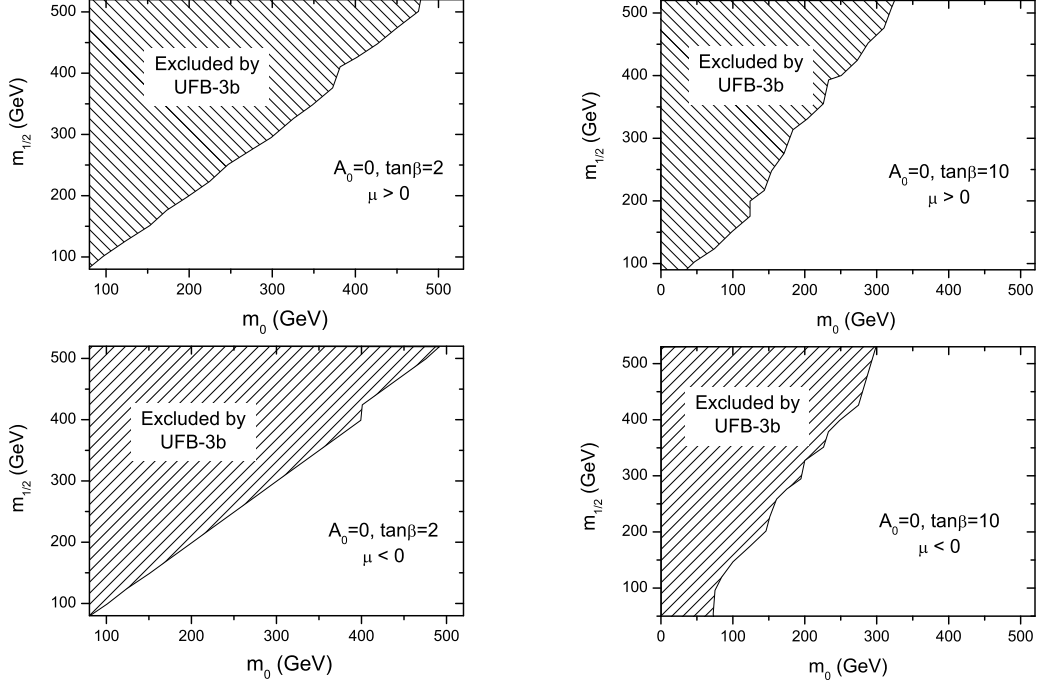 500
400
300
200
100
m1/2 (GeV)
Excluded by
UFB-3b
A0=0, tanβ=2
μ > 0
100 200 300 400 500
m0 (GeV)
500
400
300
200
100
m1/2 (GeV)
Excluded by
UFB-3b
A0=0, tanβ=10
μ > 0
0 100 200 300 400 500
m0 (GeV)
500
400
300
200
100
m1/2 (GeV)
Excluded by
UFB-3b
A0=0, tanβ=2
μ < 0
100 200 300 400 500
m0 (GeV)
500
400
300
200
100
m1/2 (GeV)
Excluded by
UFB-3b
A0=0, tanβ=10
μ < 0
0 100 200 300 400 500
m0 (GeV)